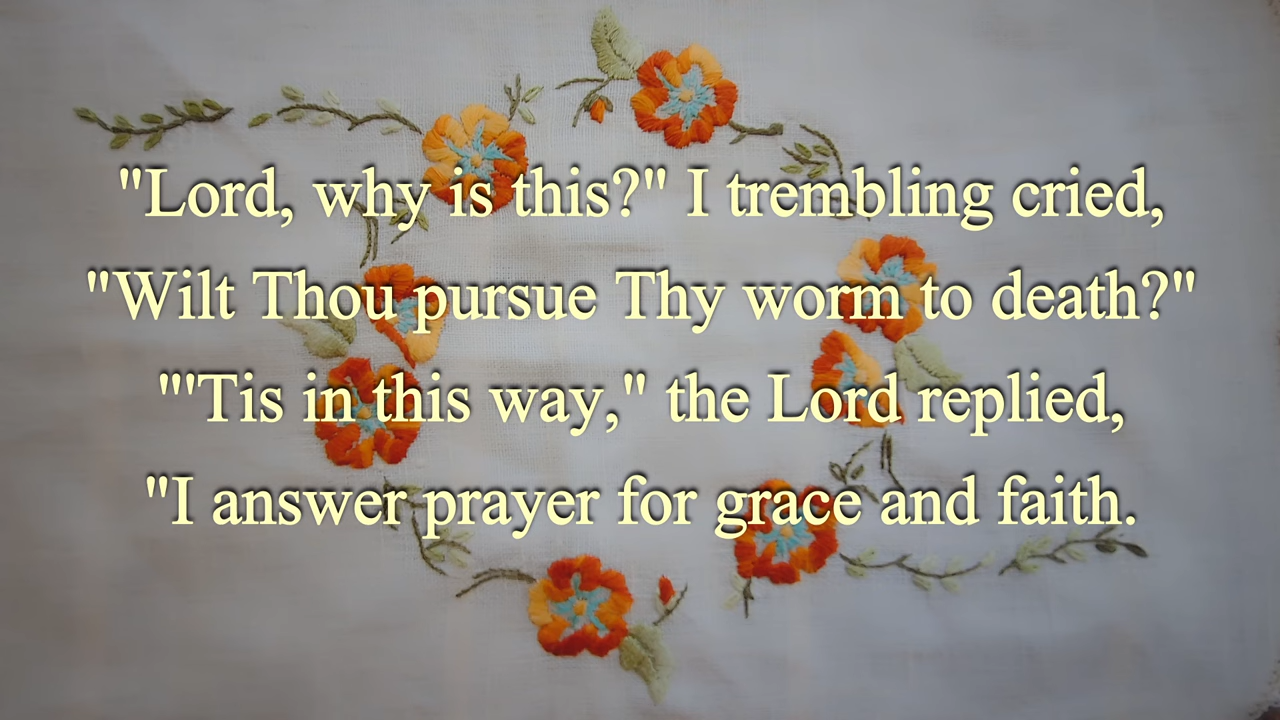 "Lord, why is this?" I trembling cried,
"Wilt Thou pursue Thy worm to death?"
"'Tis in this way," the Lord replied,
"I answer prayer for grace and faith.